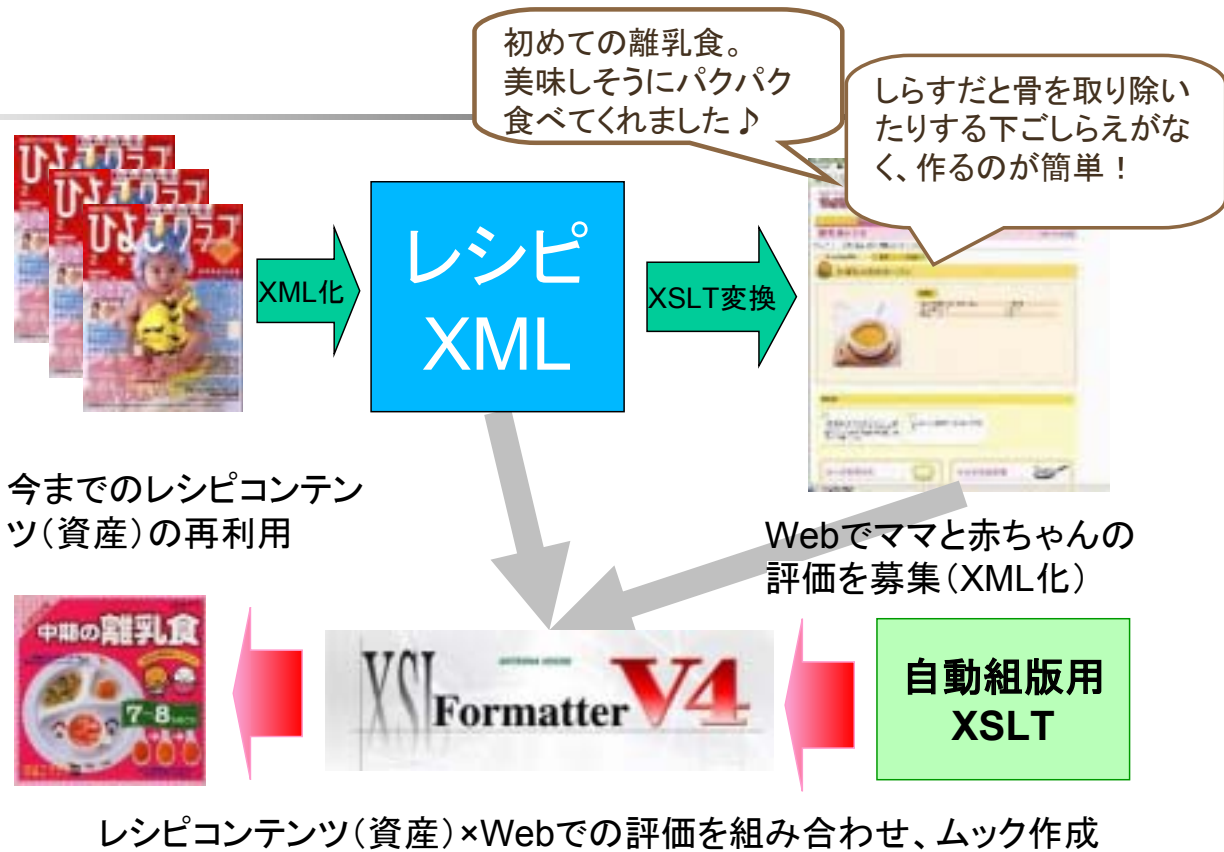 初めての離乳食。
美味しそうにパクパク
食べてくれました♪
しらすだと骨を取り除い
たりする下ごしらえがな
く、作るのが簡単！
ひよこクラブ
XML化
レシピ
XML
XSLT変換
今までのレシピコンテン
ツ（資産）の再利用
Webでママと赤ちゃんの
評価を募集（XML化）
中期の離乳食
7~8
XSL
ANTENNA HOUSE
Formatter V4
自動組版用
XSLT
レシピコンテンツ（資産）×Webでの評価を組み合わせ、ムック作成